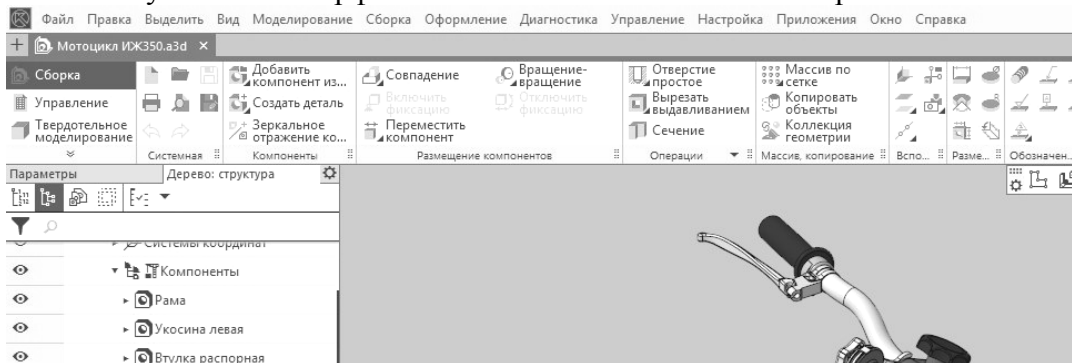 Файл Правка Выделить Вид Моделирование Сборка Оформление Диагностика Управление Настройка Приложения Окно Справка
Мотоцикл ИЖ350.a3d
Сборка
Управление
Твердотельное моделирование
Системная
Добавить компонент из...
Создать деталь
Зеркальное отражение ко...
Компоненты
Совпадение
Включить фиксацию
Переместить компонент
Вращение-вращение
Отключить фиксацию
Размещение компонентов
Отверстие простое
Вырезать выдавливанием
Сечение
Операции
Массив по сетке
Копировать объекты
Коллекция геометрии
Массив, копирование
Вспо...
Разме...
Обозначен...
Параметры
Дерево: структура
Системы координат
Компоненты
Рама
Укосина левая
Втулка распорная